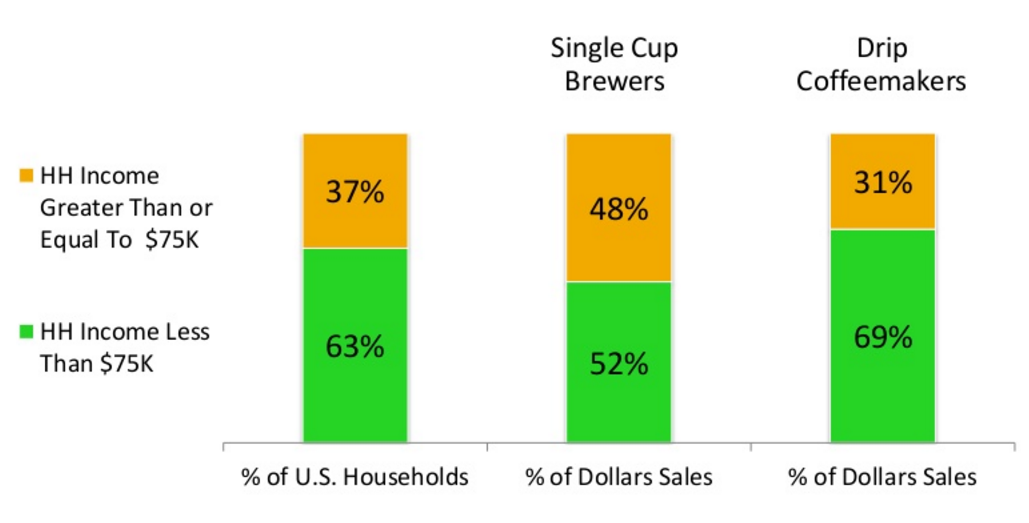 Single Cup
Brewers
Drip
Coffeemakers
HH Income
Greater Than or
Equal To  $75K
HH Income Less
Than $75K
37%
48%
31%
63%
52%
69%
% of U.S. Households
% of Dollars Sales
% of Dollars Sales